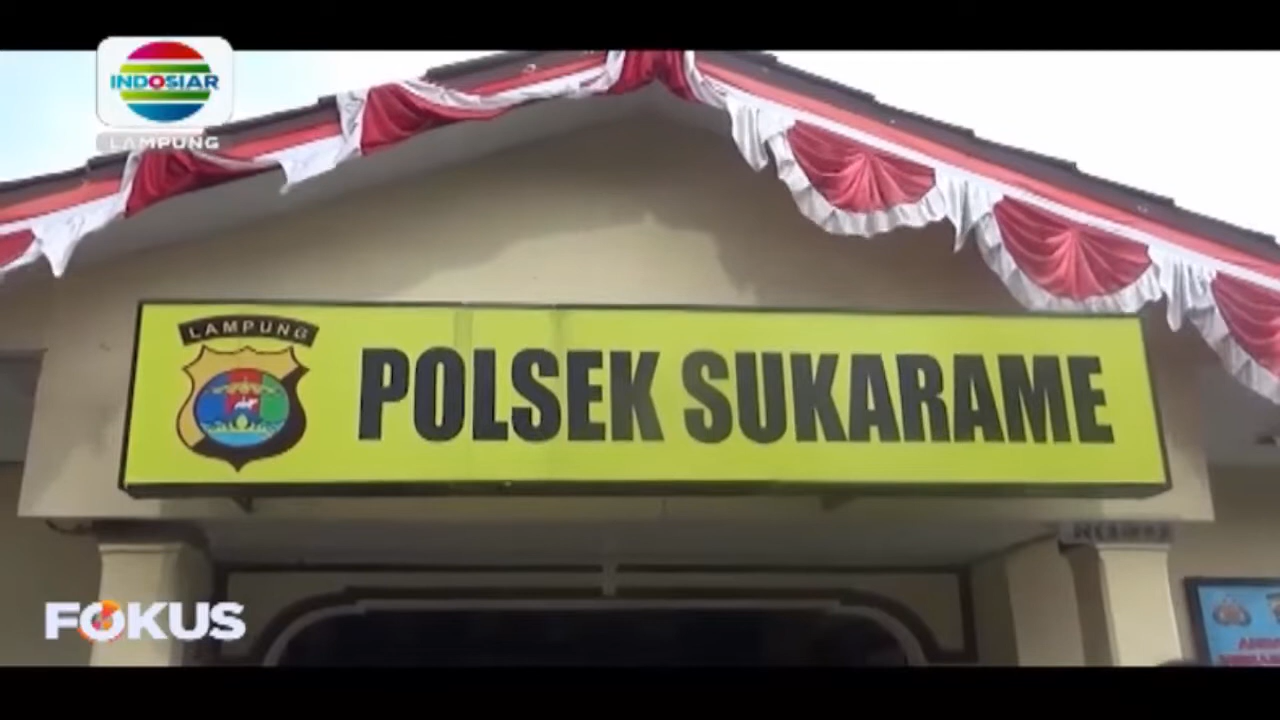 INDOSIAR
LAMPUNG
LAMPUNG
POLSEK SUKARAME
FOKUS